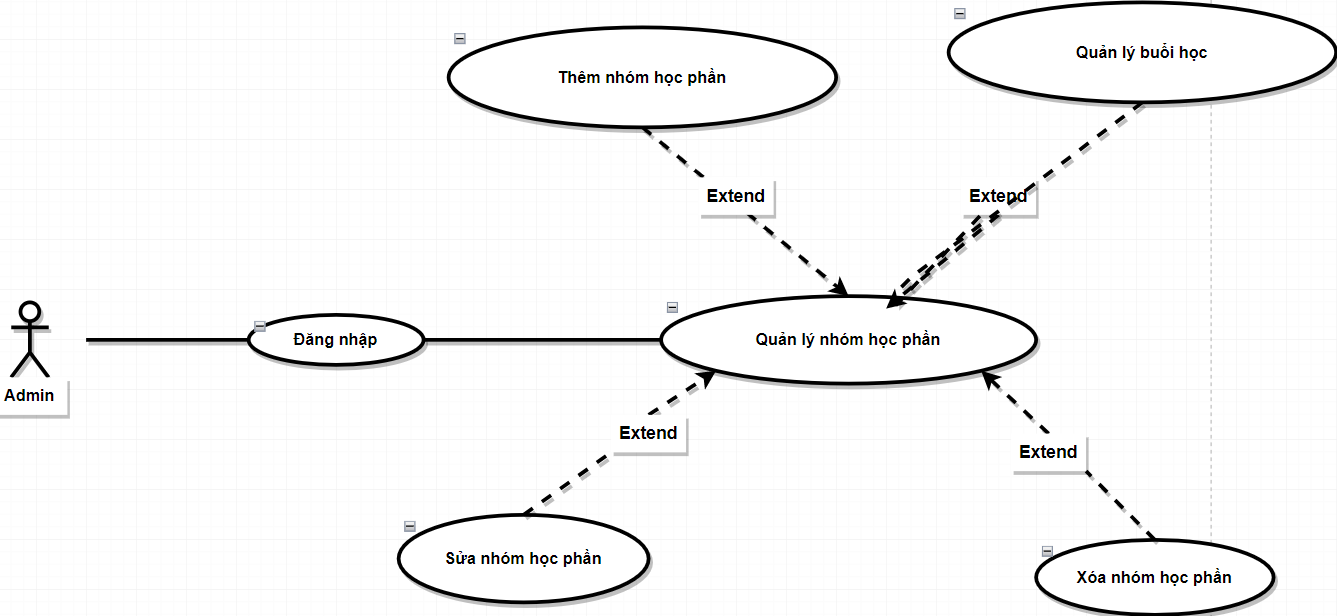 Thêm nhóm học phần
Quản lý buổi học
Extend
Extend
Đăng nhập
Quản lý nhóm học phần
Admin
Extend
Extend
Sửa nhóm học phần
Xóa nhóm học phần